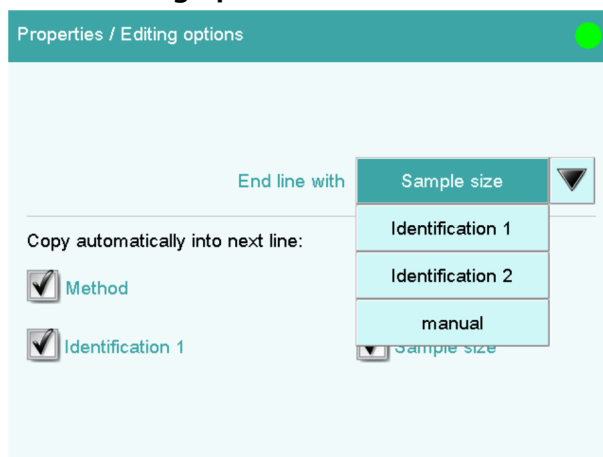 Properties / Editing options
End line with Sample size
Identification 1
Copy automatically into next line:
Identification 2
Method
manual
Identification 1 Sample size